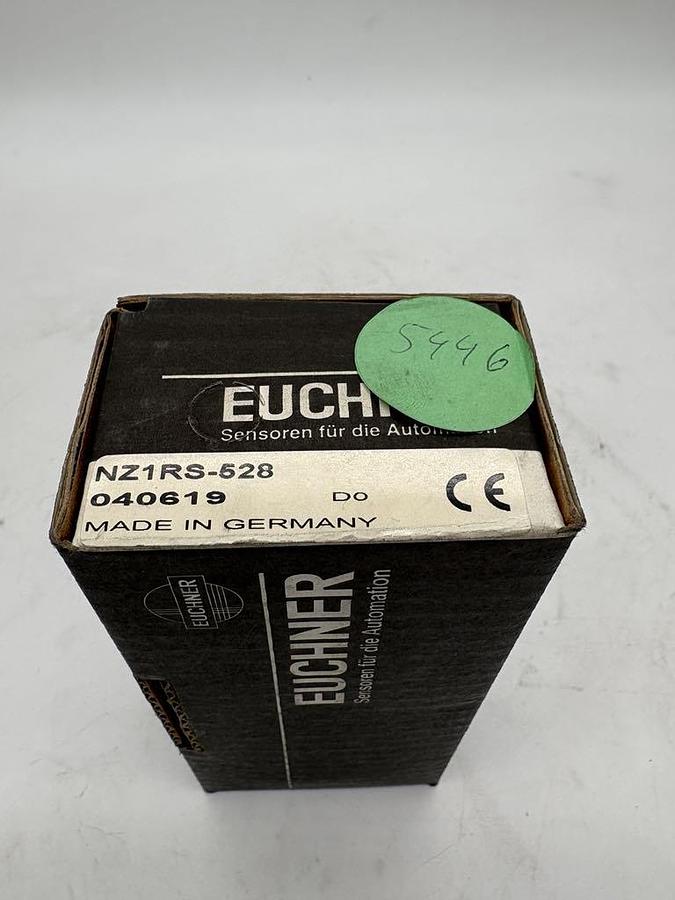 5446
EUCHNER
Sensoren für die Automation
NZ1RS-528
040619 D0
MADE IN GERMANY
CE
EUCHNER
EUCHNER
Sensoren für die Automation